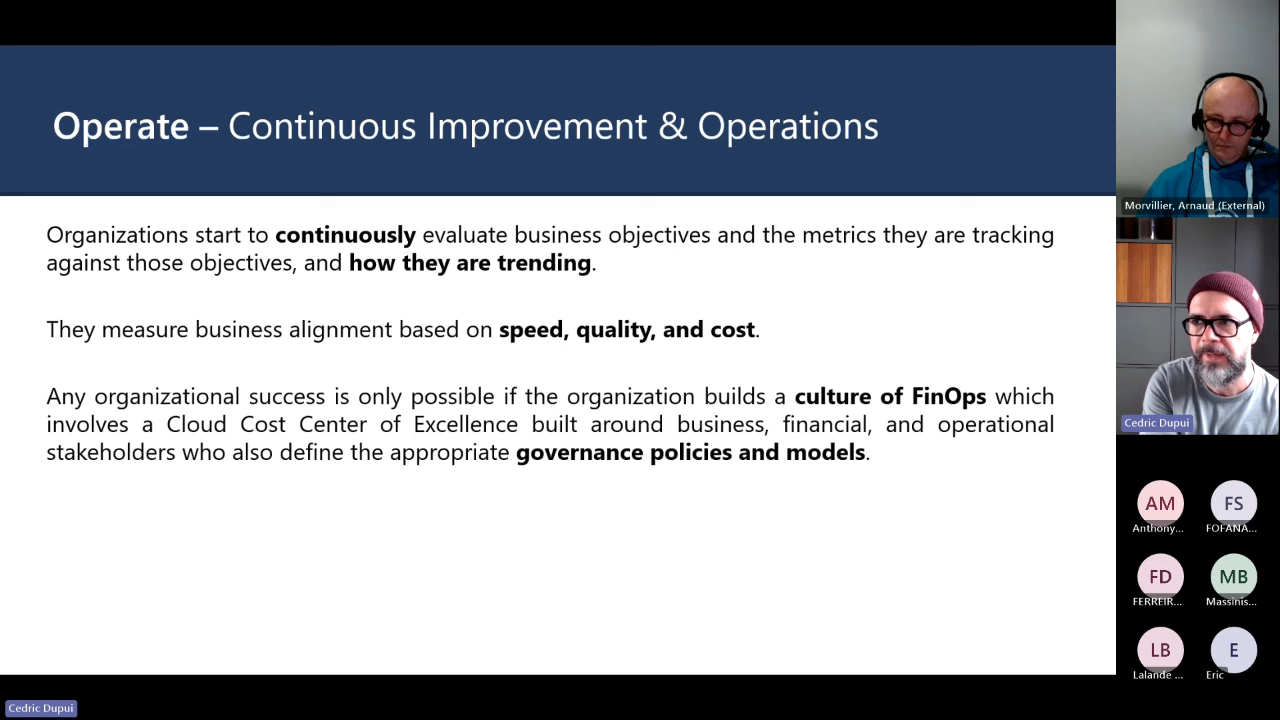 Operate – Continuous Improvement & Operations
Organizations start to continuously evaluate business objectives and the metrics they are tracking
against those objectives, and how they are trending.
They measure business alignment based on speed, quality, and cost.
Any organizational success is only possible if the organization builds a culture of FinOps which
involves a Cloud Cost Center of Excellence built around business, financial, and operational
stakeholders who also define the appropriate governance policies and models.
Morvillier, Arnaud (External)
Cedric Dupui
AM
Anthony...
FS
FOFANA...
FD
FERREIR...
MB
Massinis...
LB
Lalande ...
E
Eric
Cedric Dupui